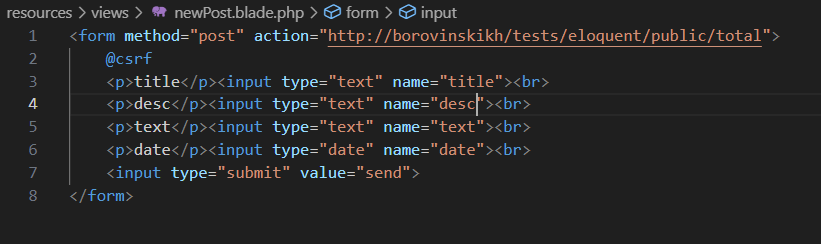 resources > views > newPost.blade.php > form > input
1 <form method="post" action="http://borovinskikh/tests/eloquent/public/total">
2 @csrf
3 <p>title</p><input type="text" name="title"><br>
4 <p>desc</p><input type="text" name="desc"><br>
5 <p>text</p><input type="text" name="text"><br>
6 <p>date</p><input type="date" name="date"><br>
7 <input type="submit" value="send">
8 </form>